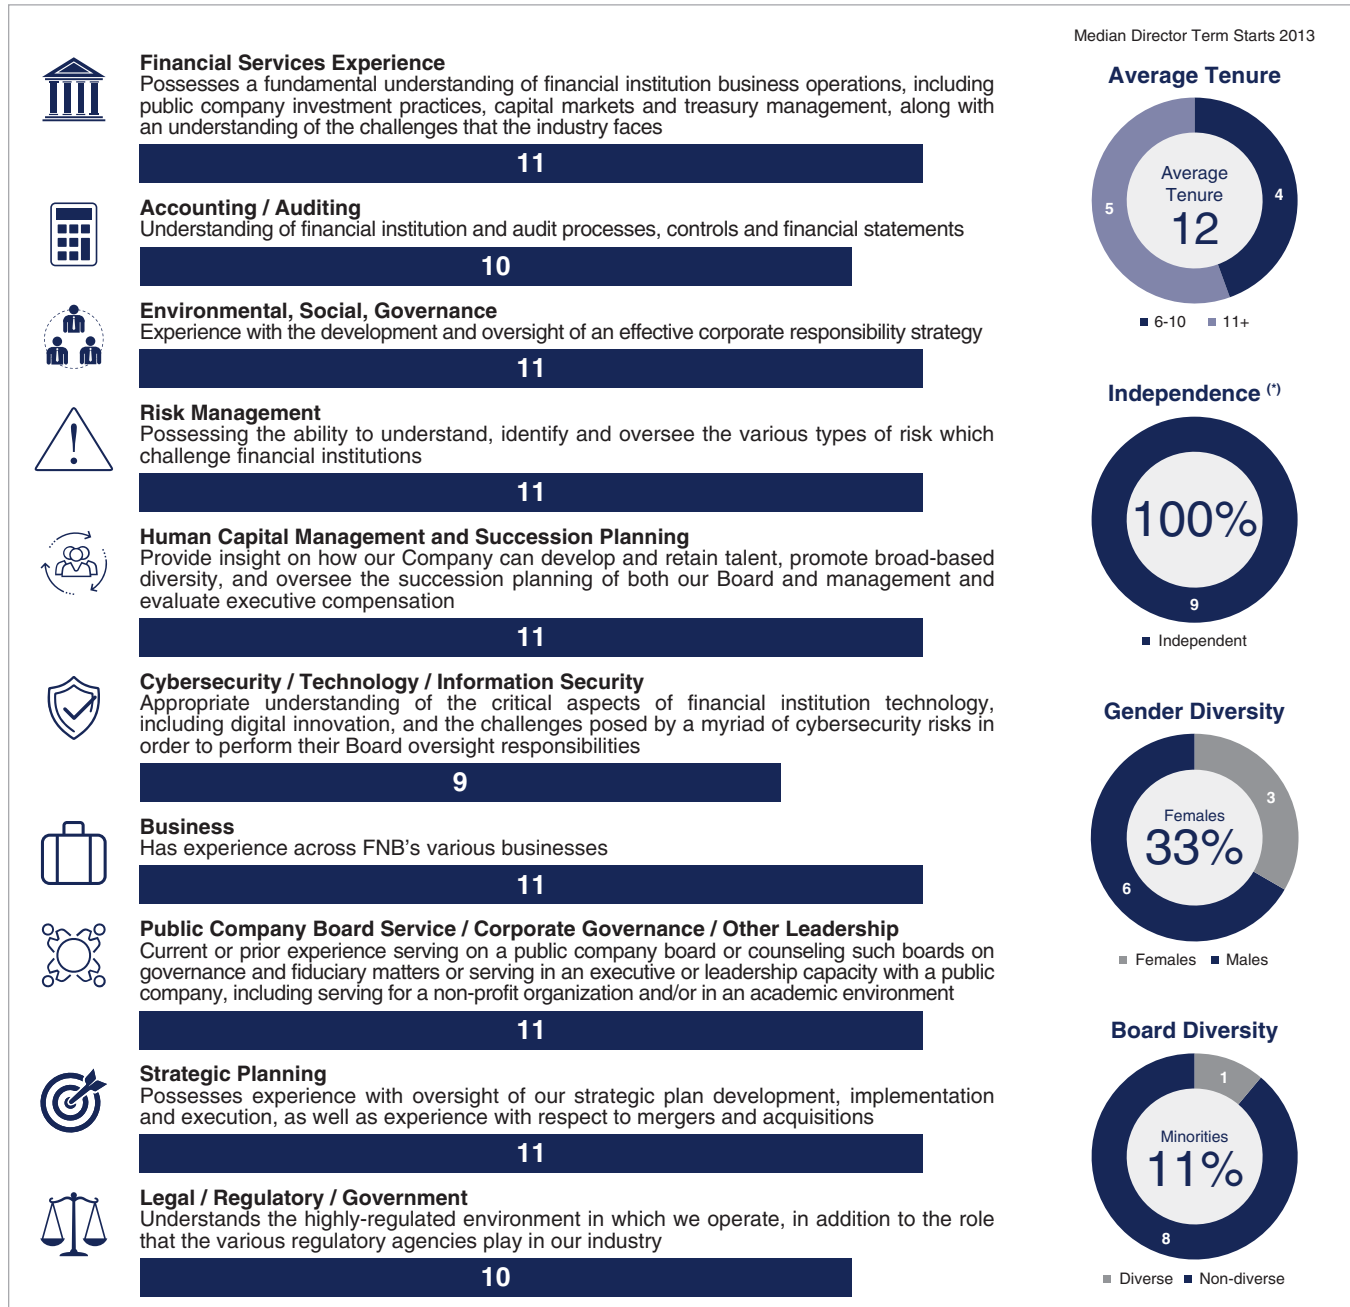 Financial Services Experience
Possesses a fundamental understanding of financial institution business operations, including
public company investment practices, capital markets and treasury management, along with
an understanding of the challenges that the industry faces
11
Accounting / Auditing
Understanding of financial institution and audit processes, controls and financial statements
10
Environmental, Social, Governance
Experience with the development and oversight of an effective corporate responsibility strategy
11
Risk Management
Possessing the ability to understand, identify and oversee the various types of risk which
challenge financial institutions
11
Human Capital Management and Succession Planning
Provide insight on how our Company can develop and retain talent, promote broad-based
diversity, and oversee the succession planning of both our Board and management and
evaluate executive compensation
11
Cybersecurity / Technology / Information Security
Appropriate understanding of the critical aspects of financial institution technology,
including digital innovation, and the challenges posed by a myriad of cybersecurity risks in
order to perform their Board oversight responsibilities
9
Business
Has experience across FNB's various businesses
11
Public Company Board Service / Corporate Governance / Other Leadership
Current or prior experience serving on a public company board or counseling such boards on
governance and fiduciary matters or serving in an executive or leadership capacity with a public
company, including serving for a non-profit organization and/or in an academic environment
11
Strategic Planning
Possesses experience with oversight of our strategic plan development, implementation
and execution, as well as experience with respect to mergers and acquisitions
11
Legal / Regulatory / Government
Understands the highly-regulated environment in which we operate, in addition to the role
that the various regulatory agencies play in our industry
10
Median Director Term Starts 2013
Average Tenure
Average
Tenure
12
5
4
6-10 11+
Independence (*)
100%
9
Independent
Gender Diversity
3
Females
33%
6
Females Males
Board Diversity
1
Minorities
11%
8
Diverse Non-diverse